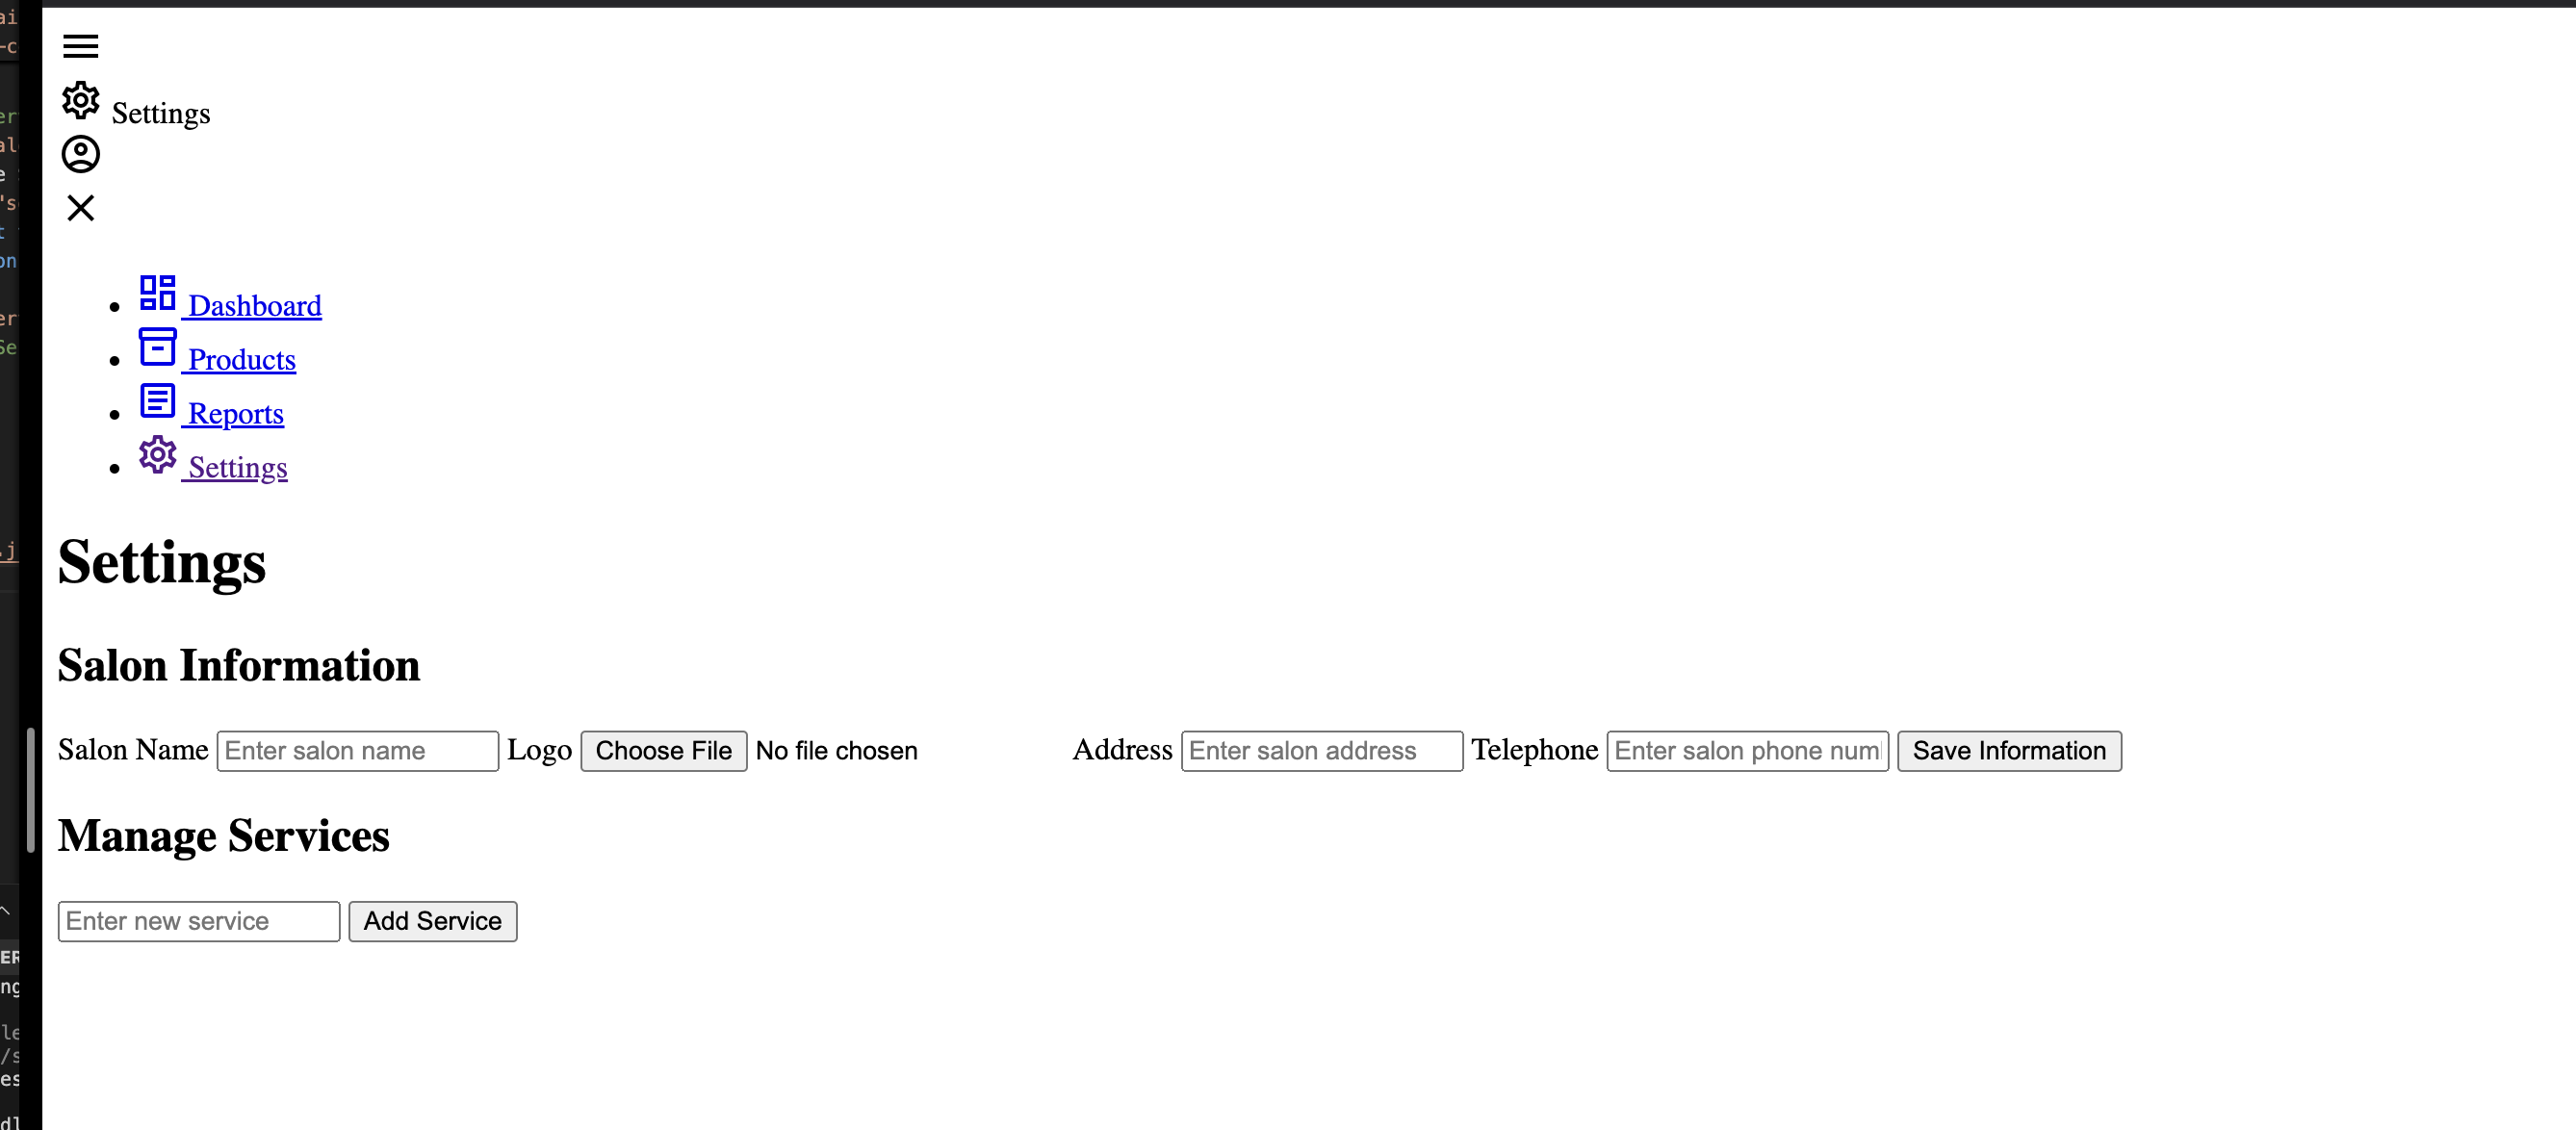 Settings
Dashboard
Products
Reports
Settings
Settings
Salon Information
Salon Name Enter salon name Logo Choose File No file chosen Address Enter salon address Telephone Enter salon phone num Save Information
Manage Services
Enter new service Add Service